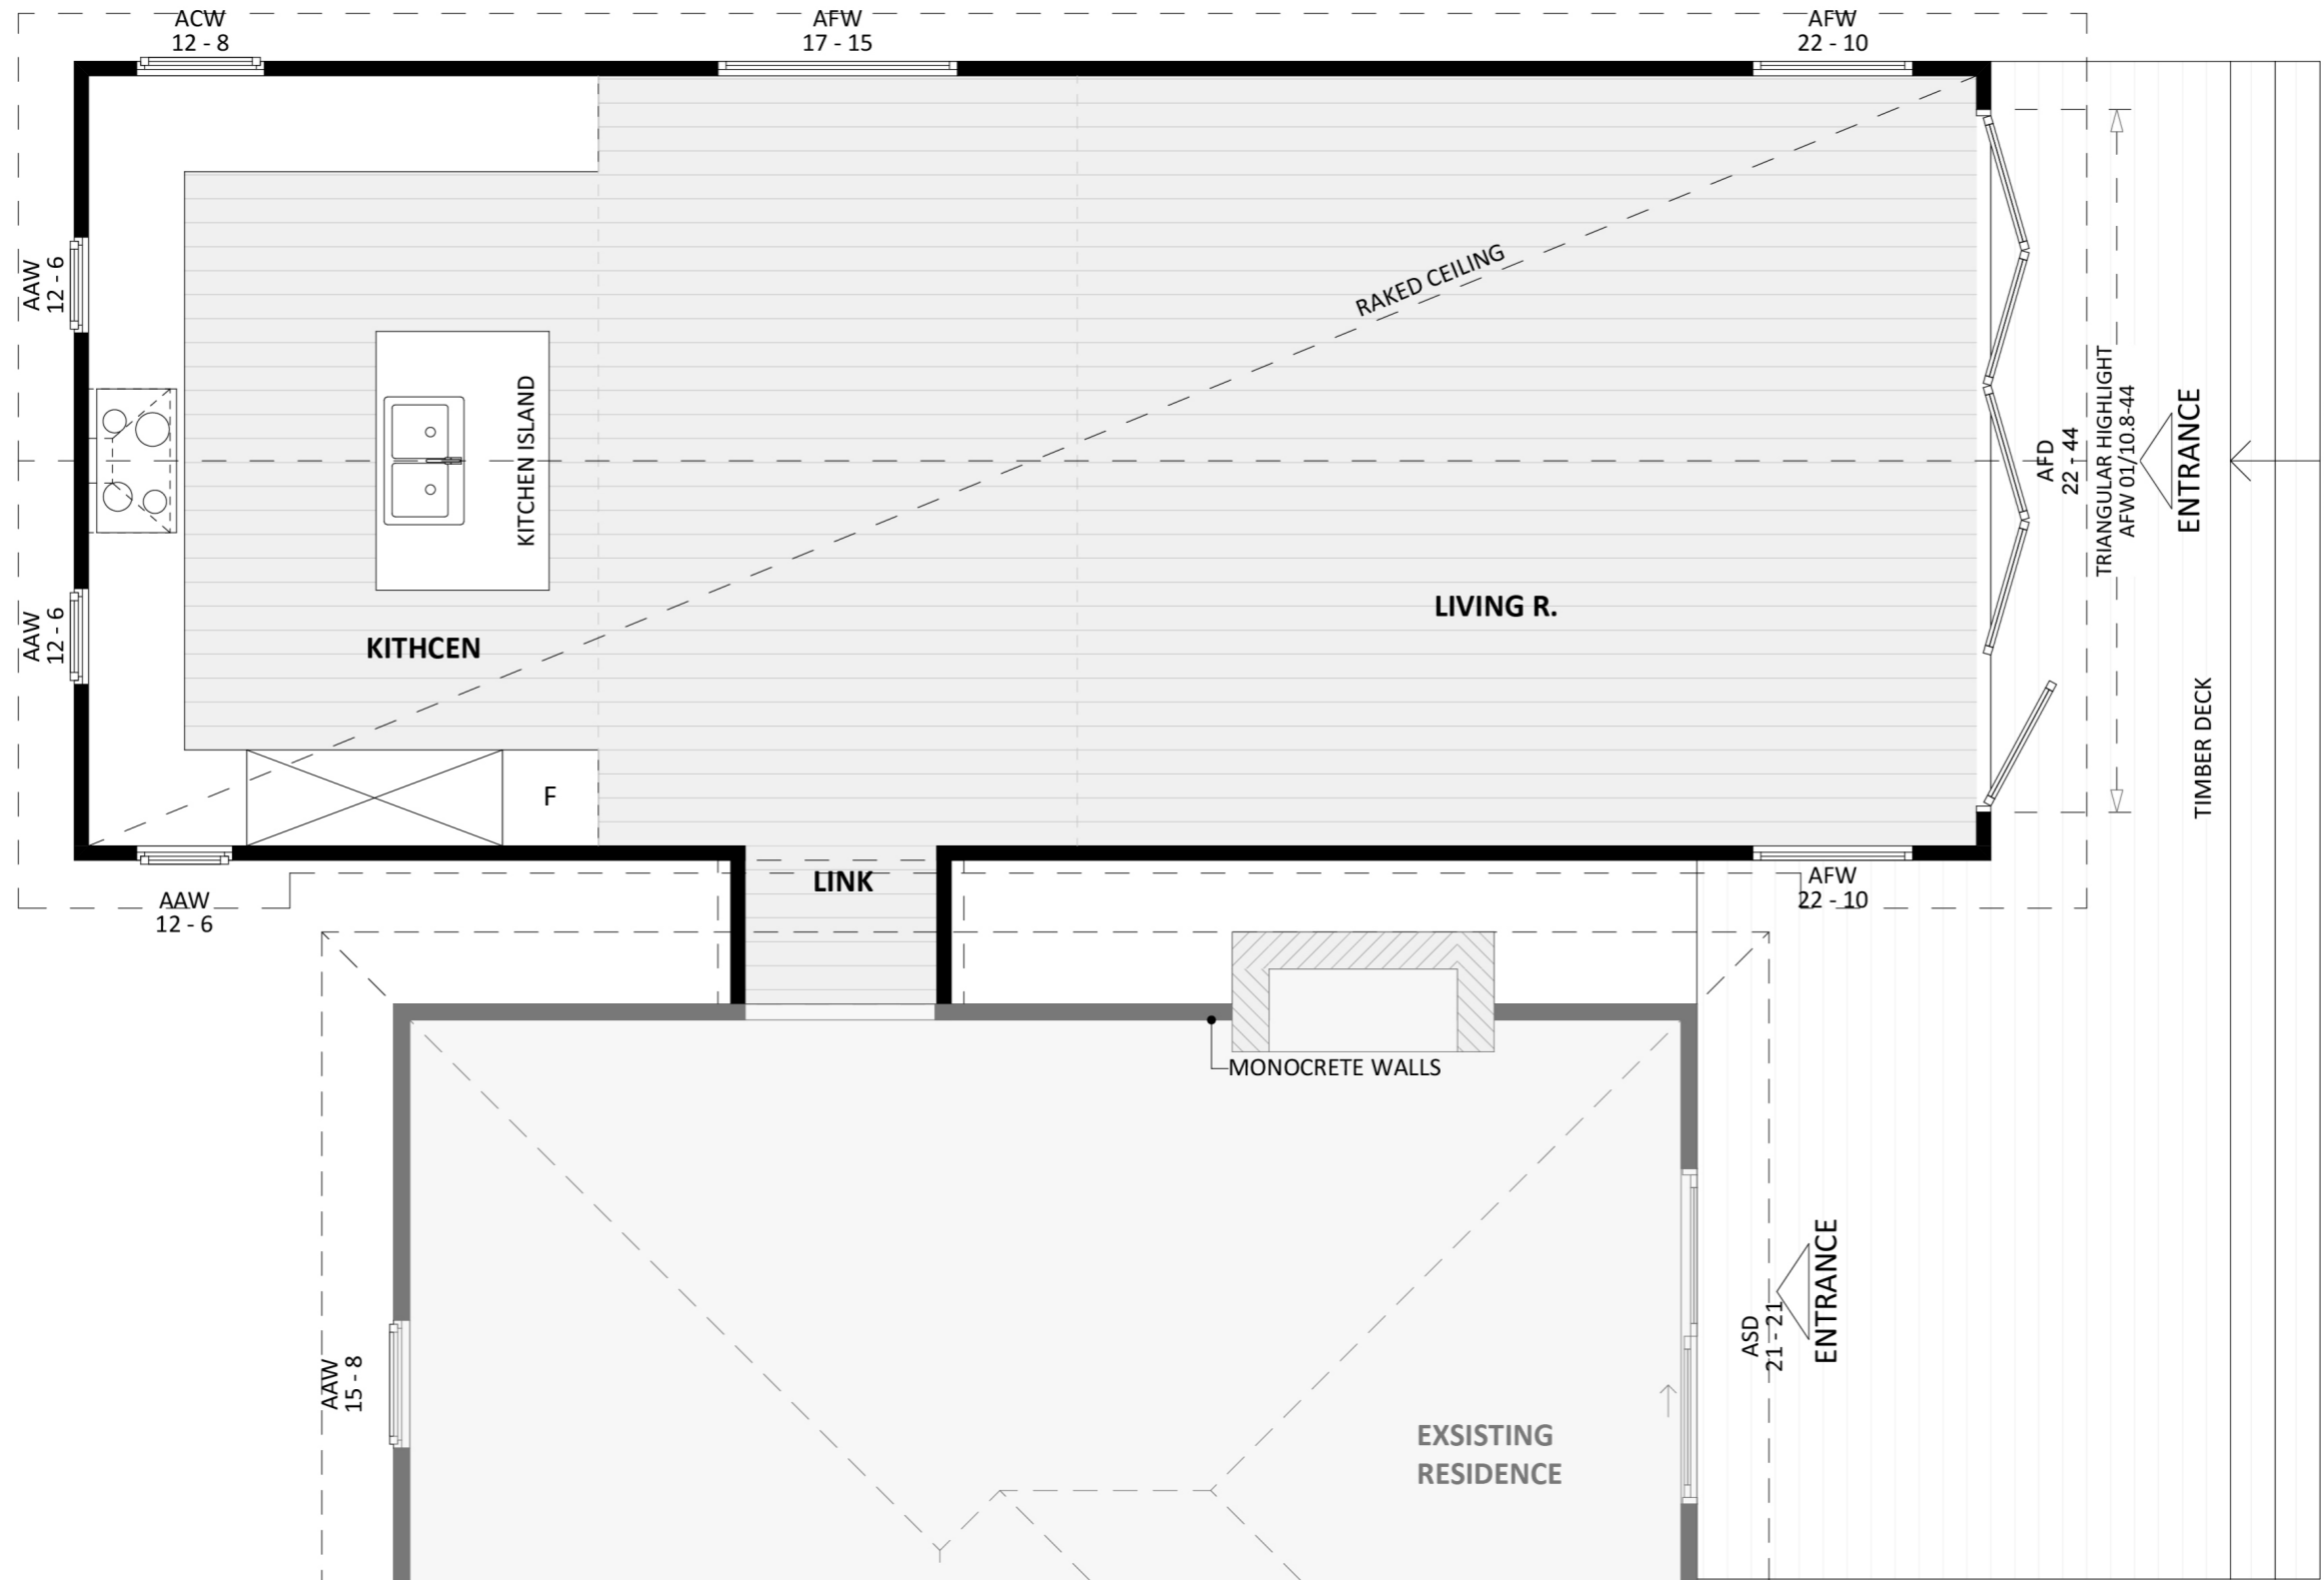 ACW
12 - 8
AFW
17 - 15
AFW
22 - 10
AAW
12 - 6
RAKED CEILING
KITCHEN ISLAND
TRIANGULAR HIGHLIGHT
AFW 01/10.8-44
AFD
22 - 44
ENTRANCE
AAW
12 - 6
LIVING R.
KITHCEN
TIMBER DECK
F
LINK
AAW
12 - 6
AFW
22 - 10
MONOCRETE WALLS
ASD
21 - 21
ENTRANCE
AAW
15 - 8
EXSISTING
RESIDENCE